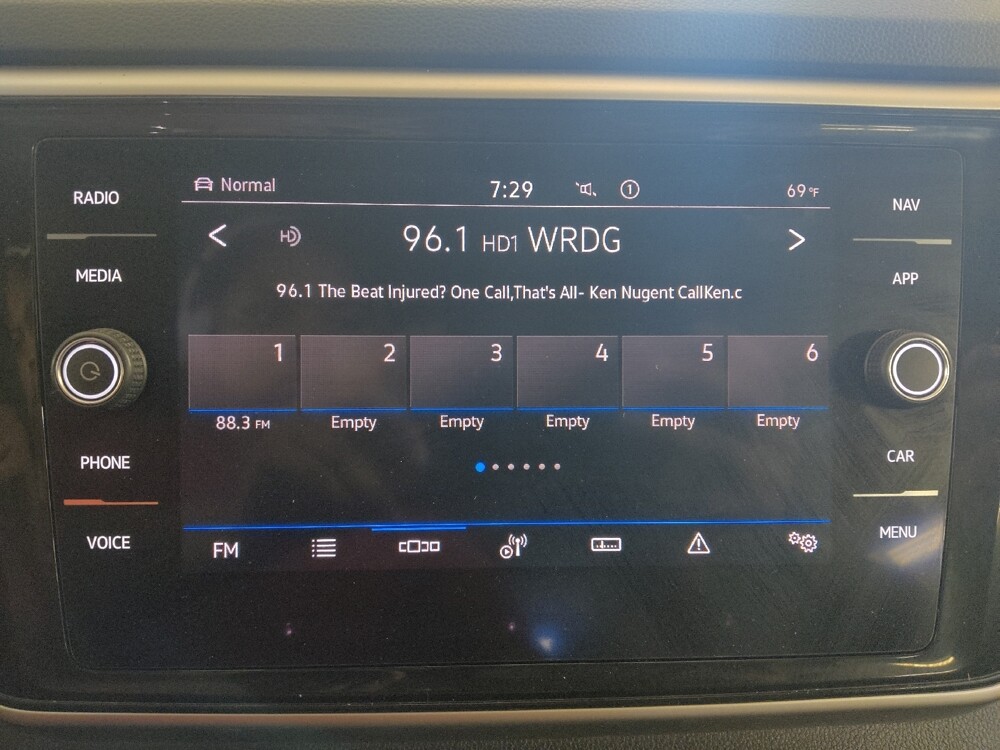 RADIO
MEDIA
PHONE
VOICE
Normal
7:29
1
69°F
< HD 96.1 HD1 WRDG >
96.1 The Beat Injured? One Call,That's All- Ken Nugent CallKen.c
1 2 3 4 5 6
88.3 FM Empty Empty Empty Empty Empty
FM
NAV
APP
CAR
MENU